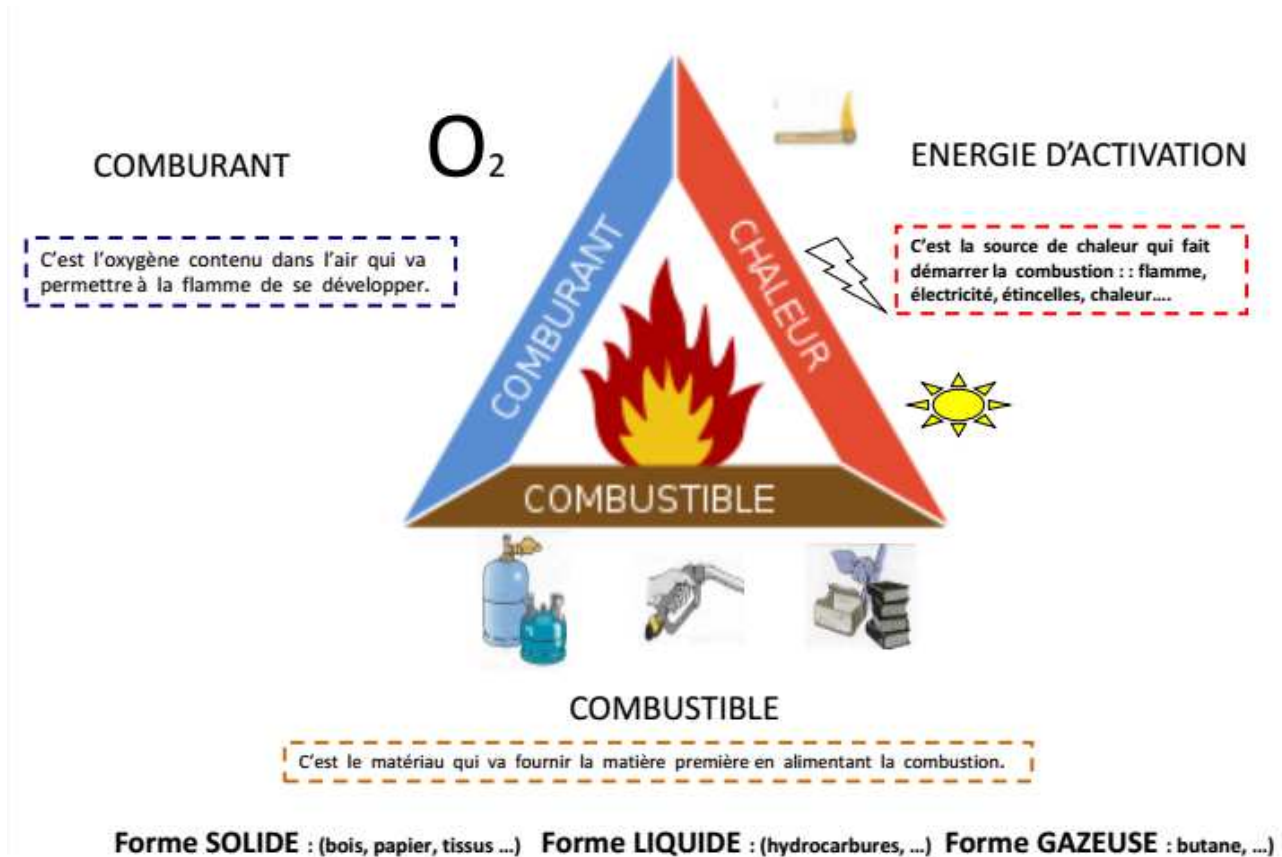 COMBURANT
O₂
ENERGIE D'ACTIVATION
C'est l'oxygène contenu dans l'air qui va
permettre à la flamme de se développer.
C'est la source de chaleur qui fait
démarrer la combustion : : flamme,
électricité, étincelles, chaleur....
COMBURANT
CHALEUR
COMBUSTIBLE
COMBUSTIBLE
C'est le matériau qui va fournir la matière première en alimentant la combustion.
Forme SOLIDE : (bois, papier, tissus ...) Forme LIQUIDE : (hydrocarbures, ...) Forme GAZEUSE : butane, ...)